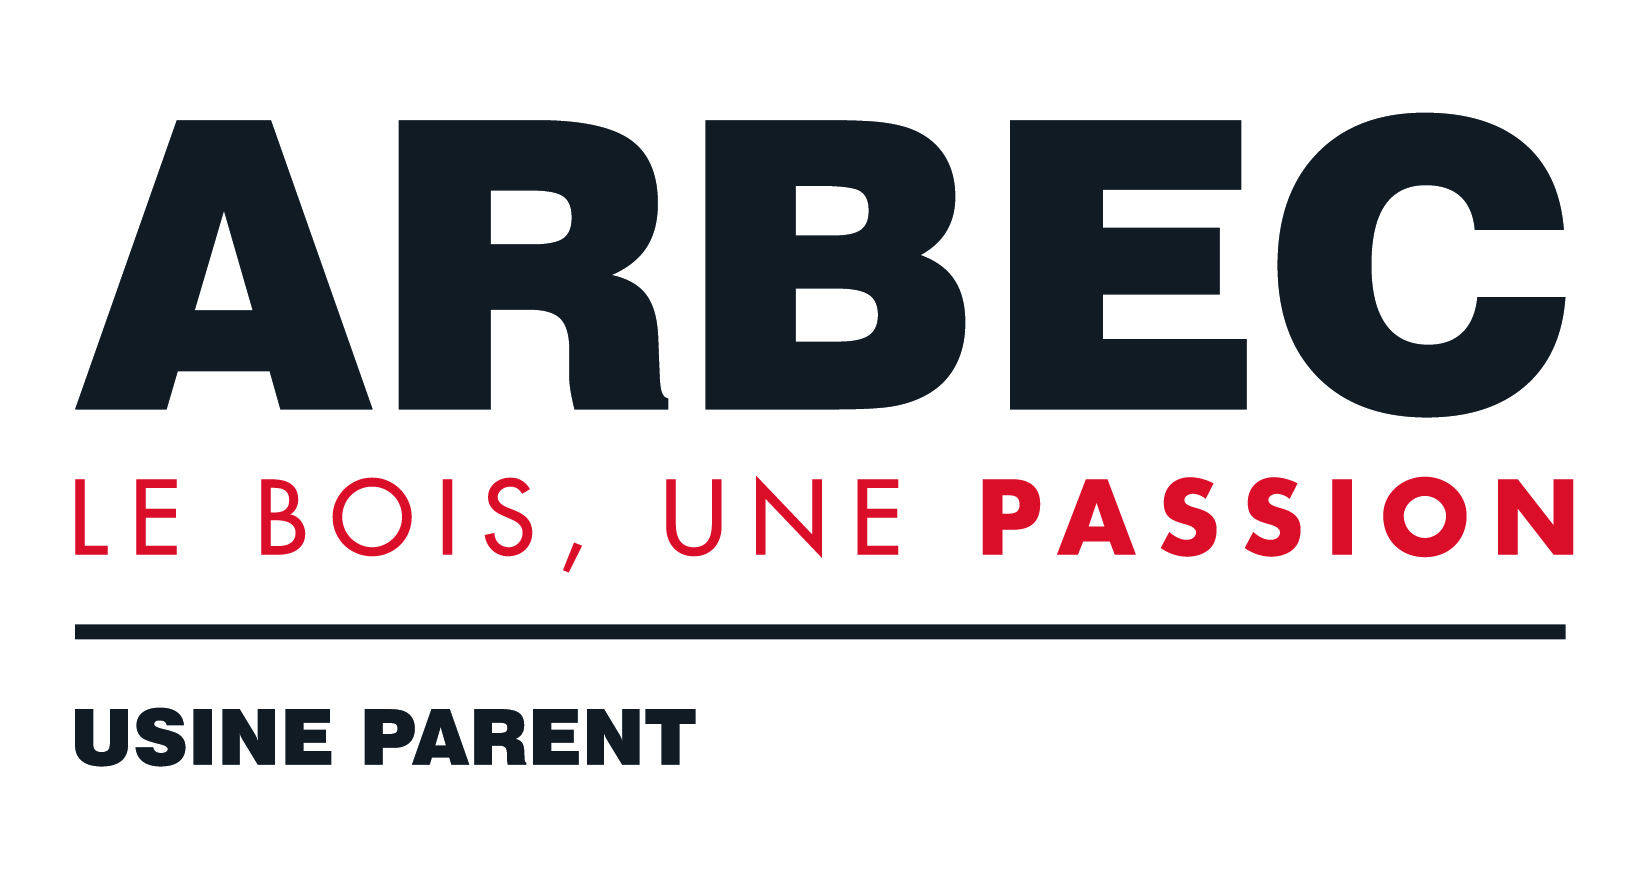 ARBEC
LE BOIS, UNE PASSION
USINE PARENT